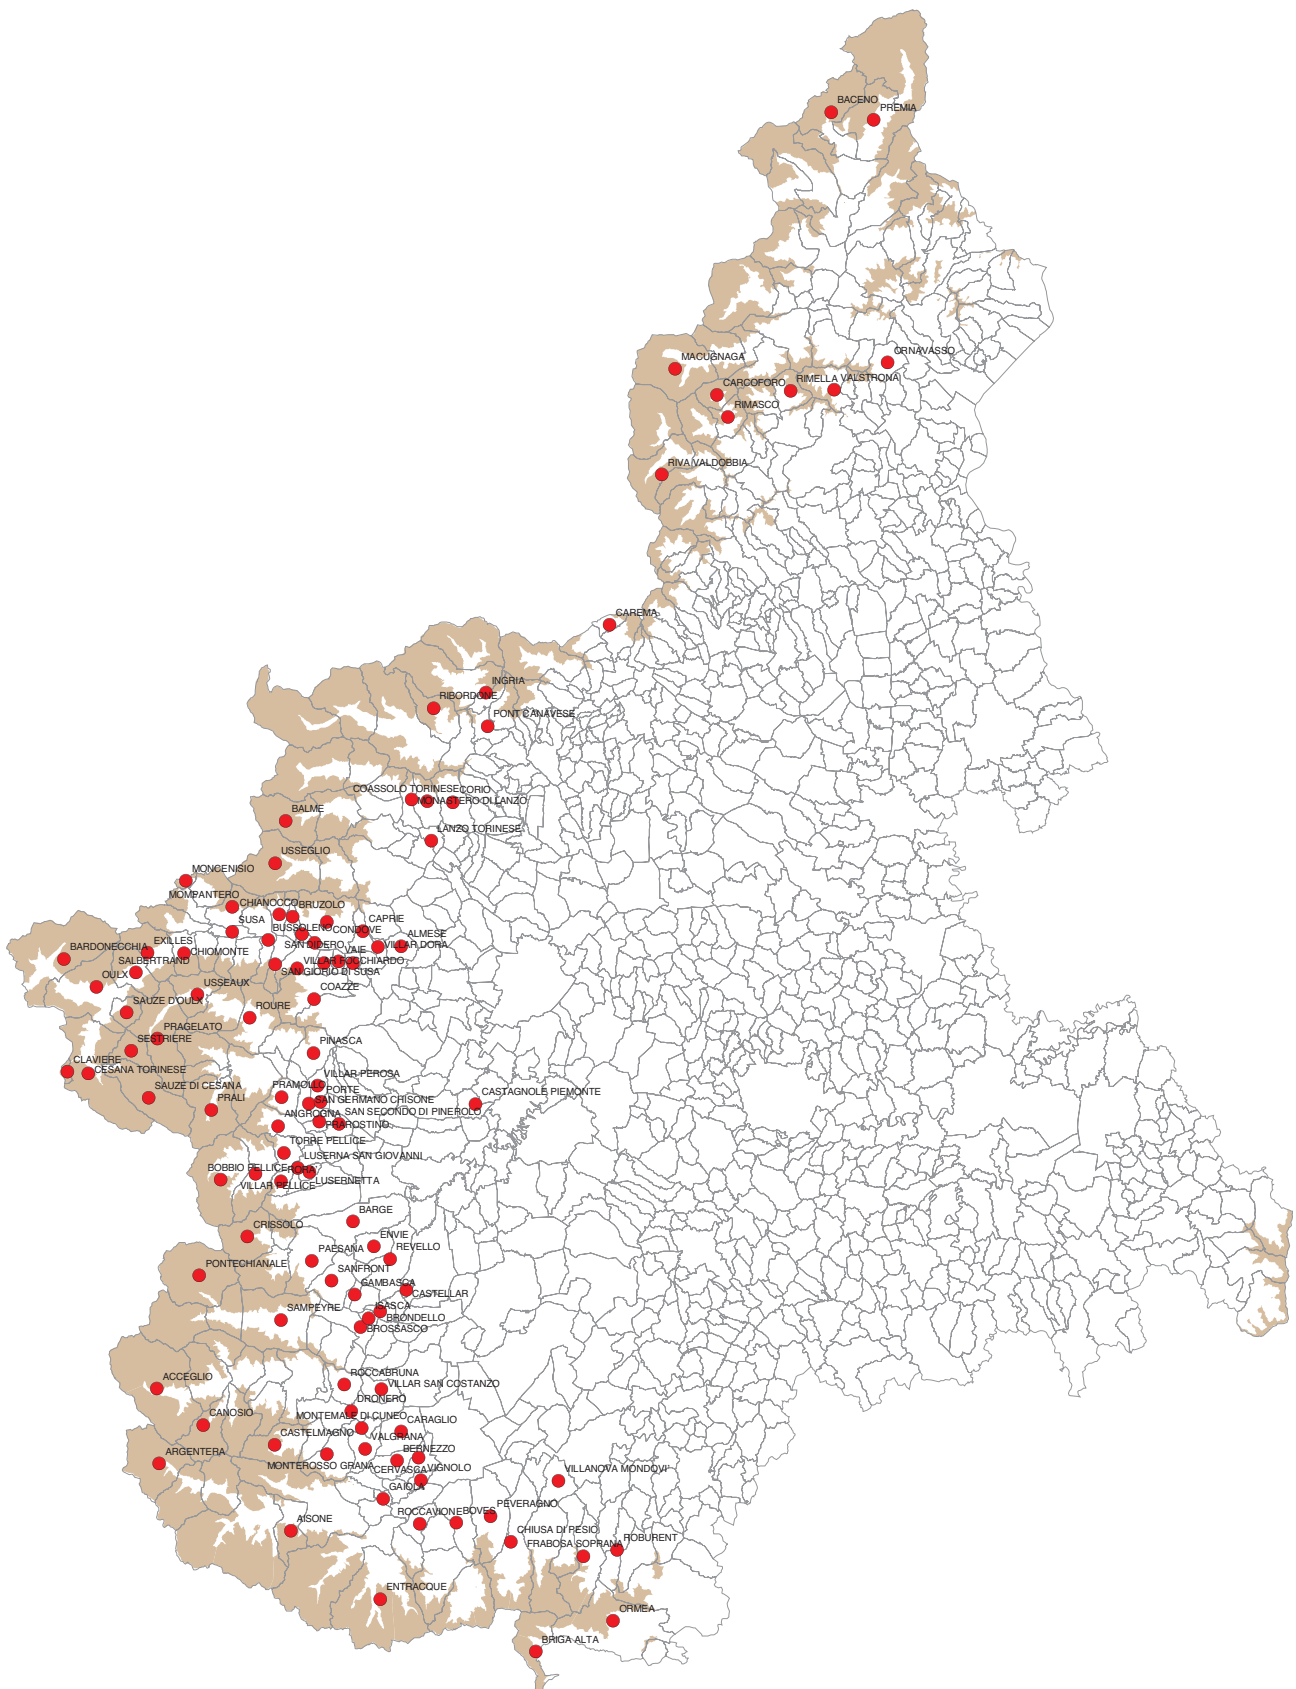 BACENO
PREMIA
ORNAVASSO
MACUGNAGA
CARCOFORO
RIMELLA
VALSTRONA
RIMASCO
RIVA VALDOBBIA
CAREMA
INGRIA
RIBORDONE
PONT CANAVESE
COASSOLO TORINESE
CORIO
MONASTERO DI LANZO
BALME
LANZO TORINESE
USSEGLIO
MONCENISIO
MOMPANTERO
CHIANOCCO
BRUZOLO
SUSA
BUSSOLENO
CONDOVE
CAPRIE
ALMESE
BARDONECCHIA
EXILLES
CHIOMONTE
SAN DIDERO
VAIE
VILLAR DORA
SALBERTRAND
VILLAR FOCCHIARDO
OULX
SAN GIORIO DI SUSA
USSEAUX
COAZZE
SAUZE D'OULX
ROURE
PRAGELATO
SESTRIERE
PINASCA
CLAVIERE
CESANA TORINESE
VILLAR PEROSA
SAUZE DI CESANA
PRAMOLLO
PORTE
CASTAGNOLE PIEMONTE
PRALI
SAN GERMANO CHISONE
ANGROGNA
SAN SECONDO DI PINEROLO
PRAROSTINO
TORRE PELLICE
LUSERNA SAN GIOVANNI
BOBBIO PELLICE
RORA'
VILLAR PELLICE
LUSERNETTA
BARGE
CRISSOLO
ENVIE
PAESANA
REVELLO
PONTECHIANALE
SANFRONT
GAMBASCA
CASTELLAR
SAMPEYRE
ISASCA
BRONDELLO
BROSSASCO
ROCCABRUNA
ACCEGLIO
VILLAR SAN COSTANZO
DRONERO
CANOSIO
MONTEMALE DI CUNEO
CARAGLIO
CASTELMAGNO
VALGRANA
ARGENTERA
BERNEZZO
MONTEROSSO GRANA
CERVASCA
VIGNOLO
VILLANOVA MONDOVI'
GAIOLA
AISONE
ROCCAVIONE
BOVES
PEVERAGNO
CHIUSA DI PESIO
ROBURENT
FRABOSA SOPRANA
ENTRACQUE
ORMEA
BRIGA ALTA